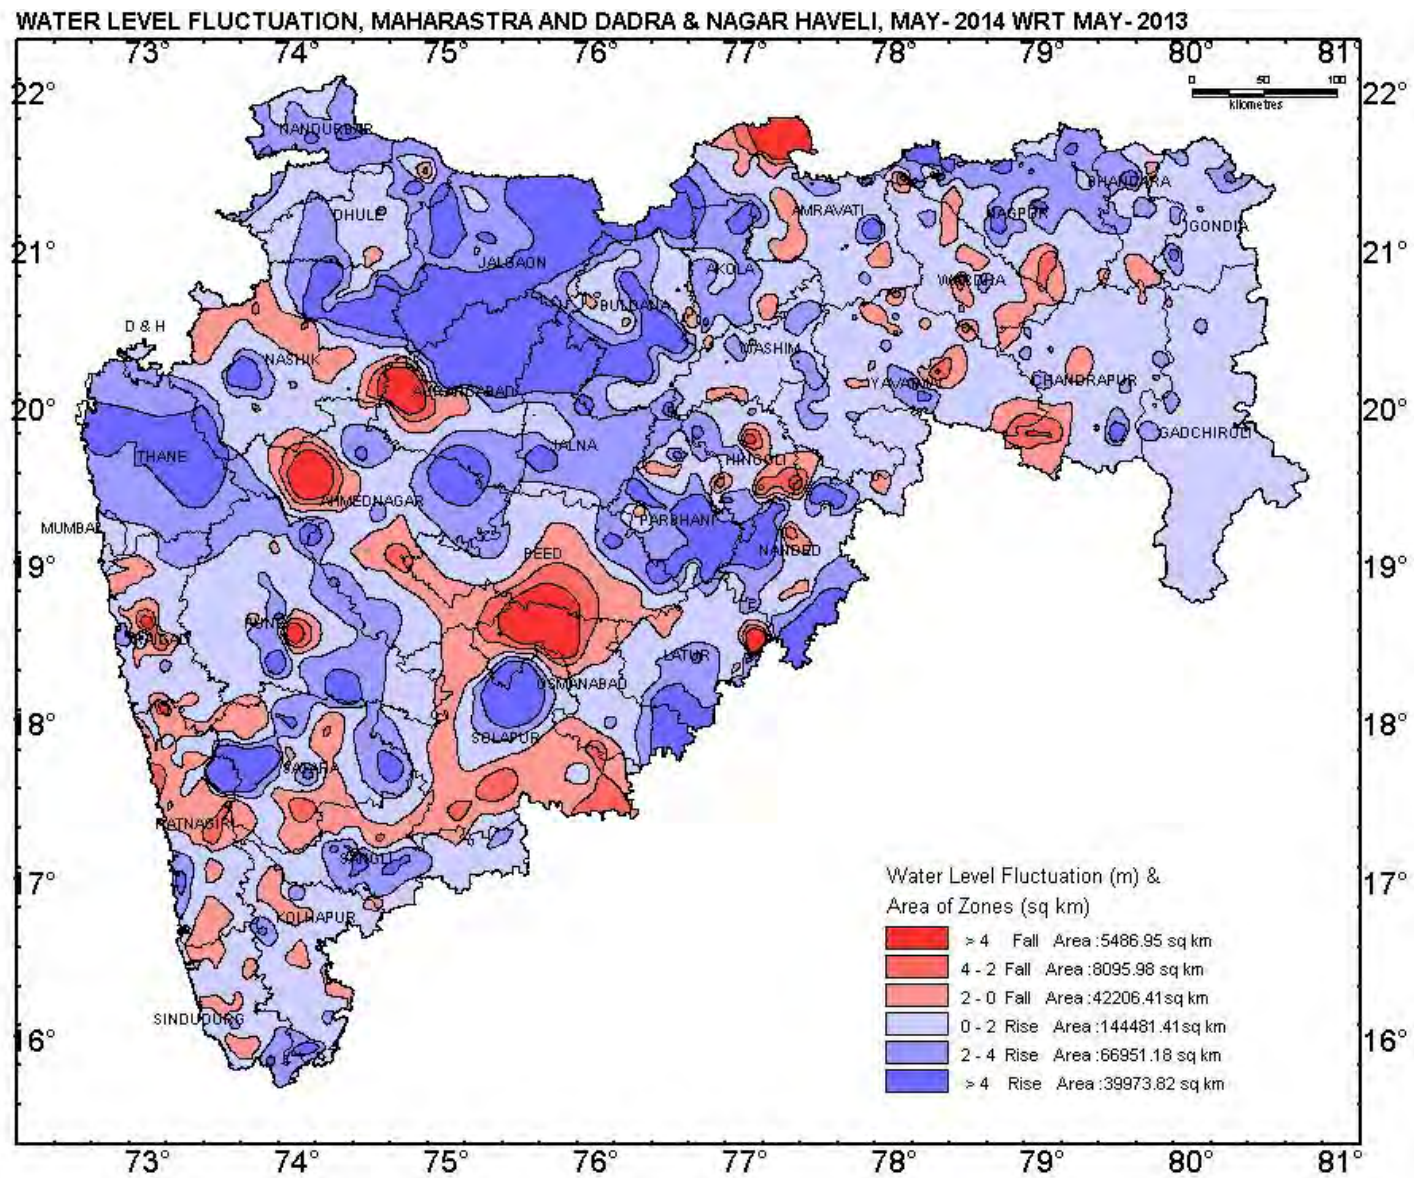 WATER LEVEL FLUCTUATION, MAHARASTRA AND DADRA & NAGAR HAVELI, MAY-2014 WRT MAY-2013
73° 74° 75° 76° 77° 78° 79° 80° 81°
0 50 100
kilometres
22° 22°
NANDURBAR
BHANDARA
DHULE AMRAVATI NAGPUR
GONDIA
21° 21°
JALGAON AKOLA
WARDHA
BULDANA
D & H
NASHIK WASHIM
YAVATMAL CHANDRAPUR
AURANGABAD
20° 20°
JALNA GADCHIROLI
THANE HINGOLI
AHMEDNAGAR
MUMBAI PARBHANI
BEED NANDED
19° 19°
PUNE
LATUR
OSMANABAD
18° 18°
SOLAPUR
SATARA
RATNAGIRI
SANGLI
17° 17°
KOLHAPUR
SINDUDURG
16° 16°
Water Level Fluctuation (m) &
Area of Zones (sq km)
> 4 Fall Area :5486.95 sq km
4 - 2 Fall Area :8095.98 sq km
2 - 0 Fall Area :42206.41sq km
0 - 2 Rise Area :144481.41sq km
2 - 4 Rise Area :66951.18 sq km
> 4 Rise Area :39973.82 sq km
73° 74° 75° 76° 77° 78° 79° 80° 81°